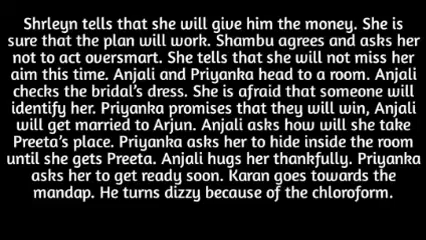 Shrleyn tells that she will give him the money. She is
sure that the plan will work. Shambu agrees and asks her
not to act oversmart. She tells that she will not miss her
aim this time. Anjali and Priyanka head to a room. Anjali
checks the bridal's dress. She is afraid that someone will
identify her. Priyanka promises that they will win, Anjali
will get married to Arjun. Anjali asks how will she take
Preeta's place. Priyanka asks her to hide inside the room
until she gets Preeta. Anjali hugs her thankfully. Priyanka
asks her to get ready soon. Karan goes towards the
mandap. He turns dizzy because of the chloroform.